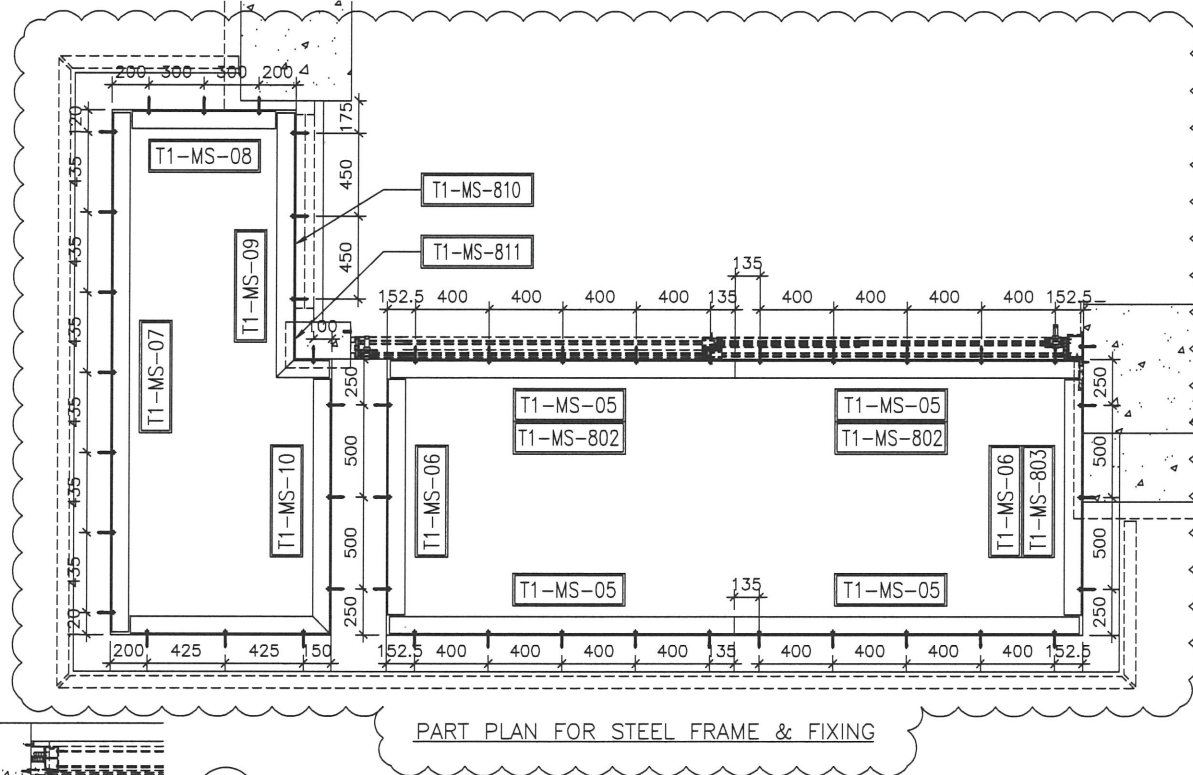 200 300 300 200
120
435
435
435
435
435
435
120
175
450
450
T1-MS-08
T1-MS-810
T1-MS-09
T1-MS-811
T1-MS-07
100
135
152.5 400 400 400 400 135 400 400 400 400 152.5
250
500
500
250
T1-MS-05
T1-MS-802
T1-MS-05
T1-MS-802
T1-MS-10
T1-MS-06
T1-MS-06
T1-MS-803
250
500
500
250
T1-MS-05
135
T1-MS-05
200 425 425 150
152.5 400 400 400 400 135 400 400 400 400 152.5
PART PLAN FOR STEEL FRAME & FIXING